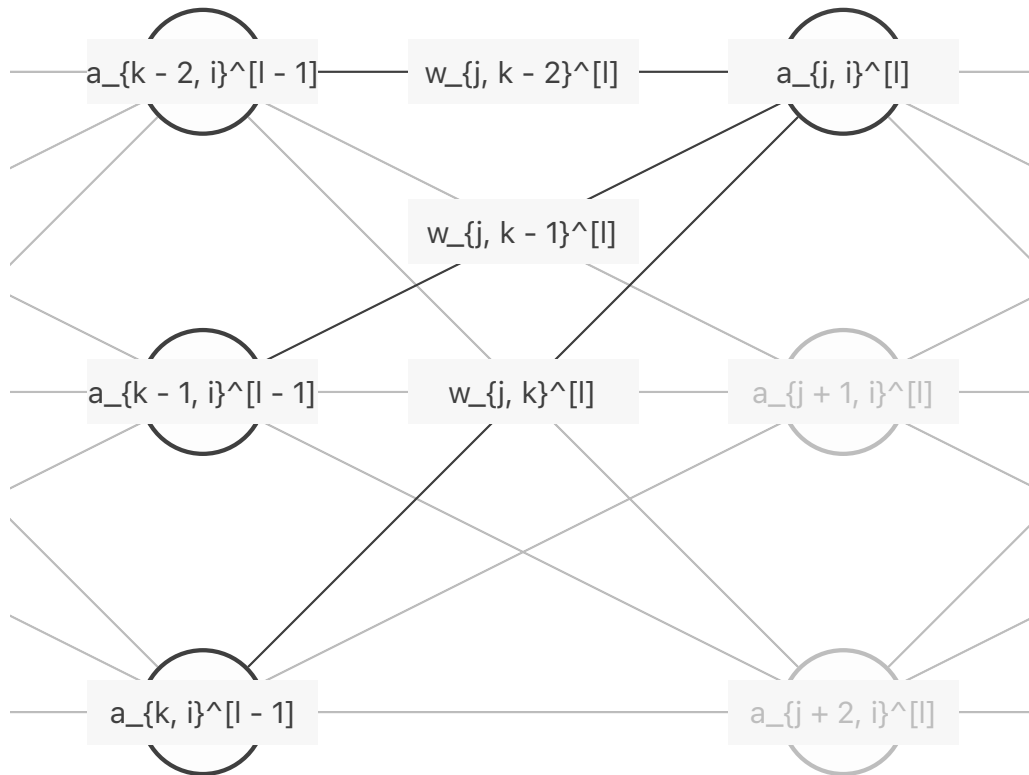 a_{k - 2, i}^[l - 1]
w_{j, k - 2}^[l]
a_{j, i}^[l]
w_{j, k - 1}^[l]
a_{k - 1, i}^[l - 1]
w_{j, k}^[l]
a_{j + 1, i}^[l]
a_{k, i}^[l - 1]
a_{j + 2, i}^[l]